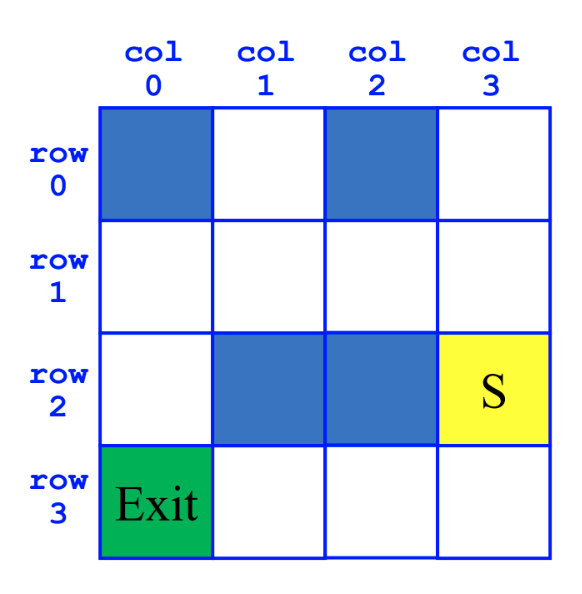 col col col col
0 1 2 3
row
0
row
1
row
2
S
row
3
Exit